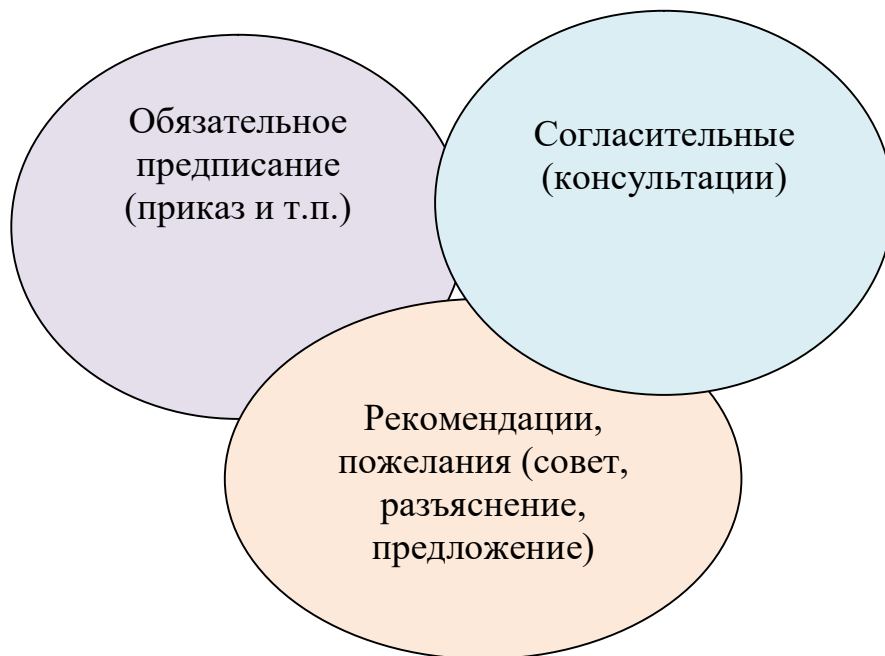 Обязательное
предписание
(приказ и т.п.)
Согласительные
(консультации)
Рекомендации,
пожелания (совет,
разъяснение,
предложение)